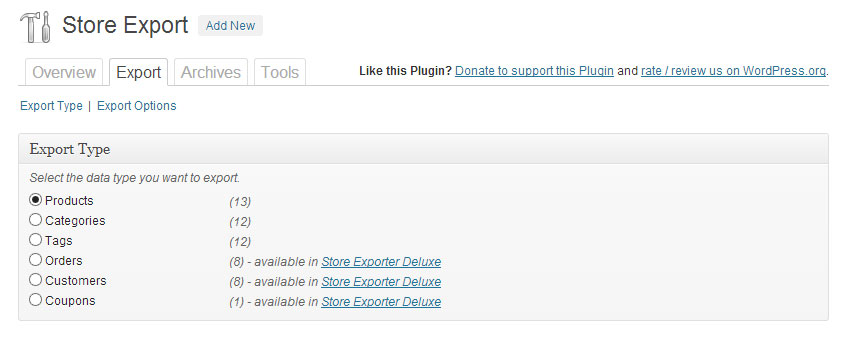 Store Export Add New
Overview Export Archives Tools Like this Plugin? Donate to support this Plugin and rate / review us on WordPress.org.
Export Type | Export Options
Export Type
Select the data type you want to export.
Products (13)
Categories (12)
Tags (12)
Orders (8) - available in Store Exporter Deluxe
Customers (8) - available in Store Exporter Deluxe
Coupons (1) - available in Store Exporter Deluxe